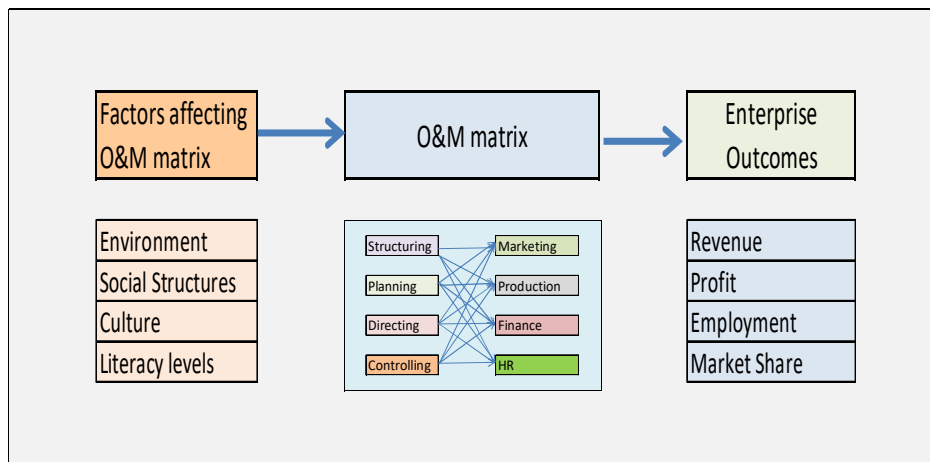 Factors affecting
O&M matrix
O&M matrix
Enterprise
Outcomes
Environment
Social Structures
Culture
Literacy levels
Structuring
Planning
Directing
Controlling
Marketing
Production
Finance
HR
Revenue
Profit
Employment
Market Share